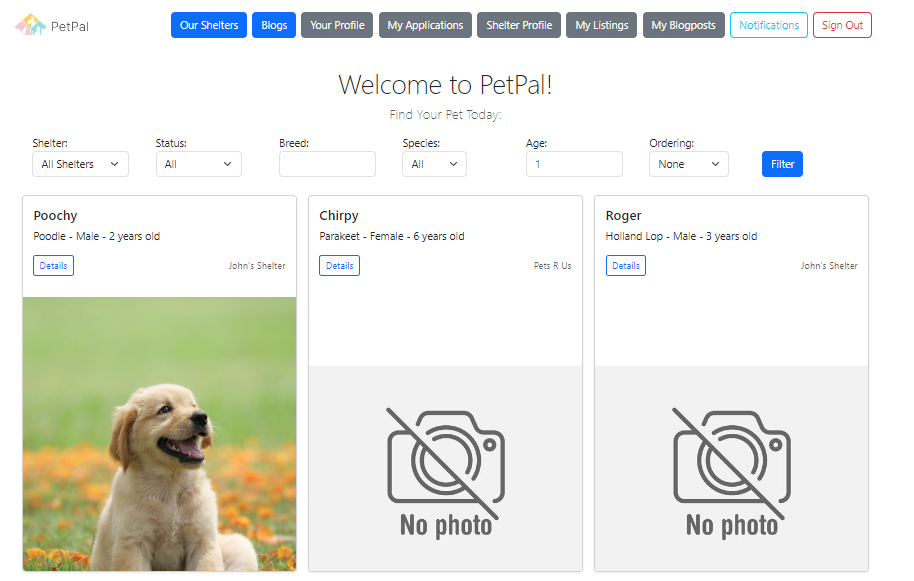 PetPal Our Shelters Blogs Your Profile My Applications Shelter Profile My Listings My Blogposts Notifications Sign Out
Welcome to PetPal!
Find Your Pet Today:
Shelter: Status: Breed: Species: Age: Ordering:
All Shelters All All 1 None Filter
Poochy
Poodle - Male - 2 years old
Details John's Shelter
Chirpy
Parakeet - Female - 6 years old
Details Pets R Us
No photo
Roger
Holland Lop - Male - 3 years old
Details John's Shelter
No photo